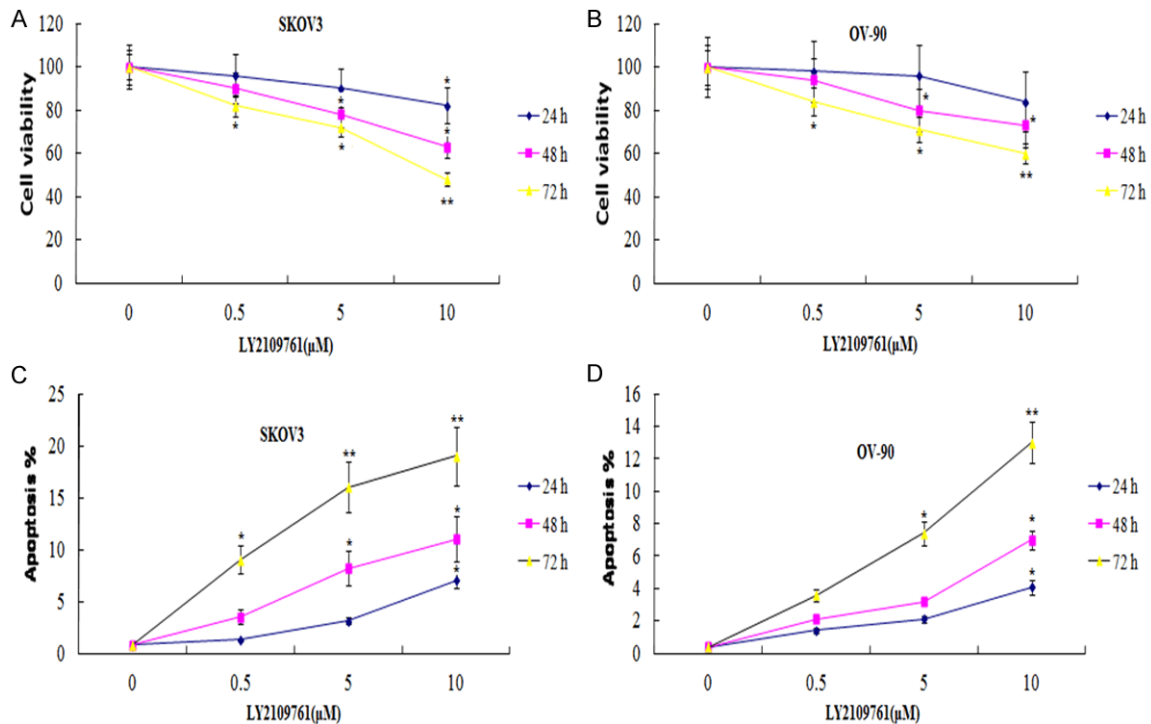 A
SKOV3
120
100
80
60
40
20
0
Cell viability
* * * * * **
0 0.5 5 10
LY2109761(μM)
24 h
48 h
72 h
B
OV-90
120
100
80
60
40
20
0
Cell viability
* * * * **
0 0.5 5 10
LY2109761(μM)
24 h
48 h
72 h
C
SKOV3
25
20
15
10
5
0
Apoptosis %
* ** ** * * *
0 0.5 5 10
LY2109761(μM)
24 h
48 h
72 h
D
OV-90
16
14
12
10
8
6
4
2
0
Apoptosis %
* ** * *
0 0.5 5 10
LY2109761(μM)
24 h
48 h
72 h